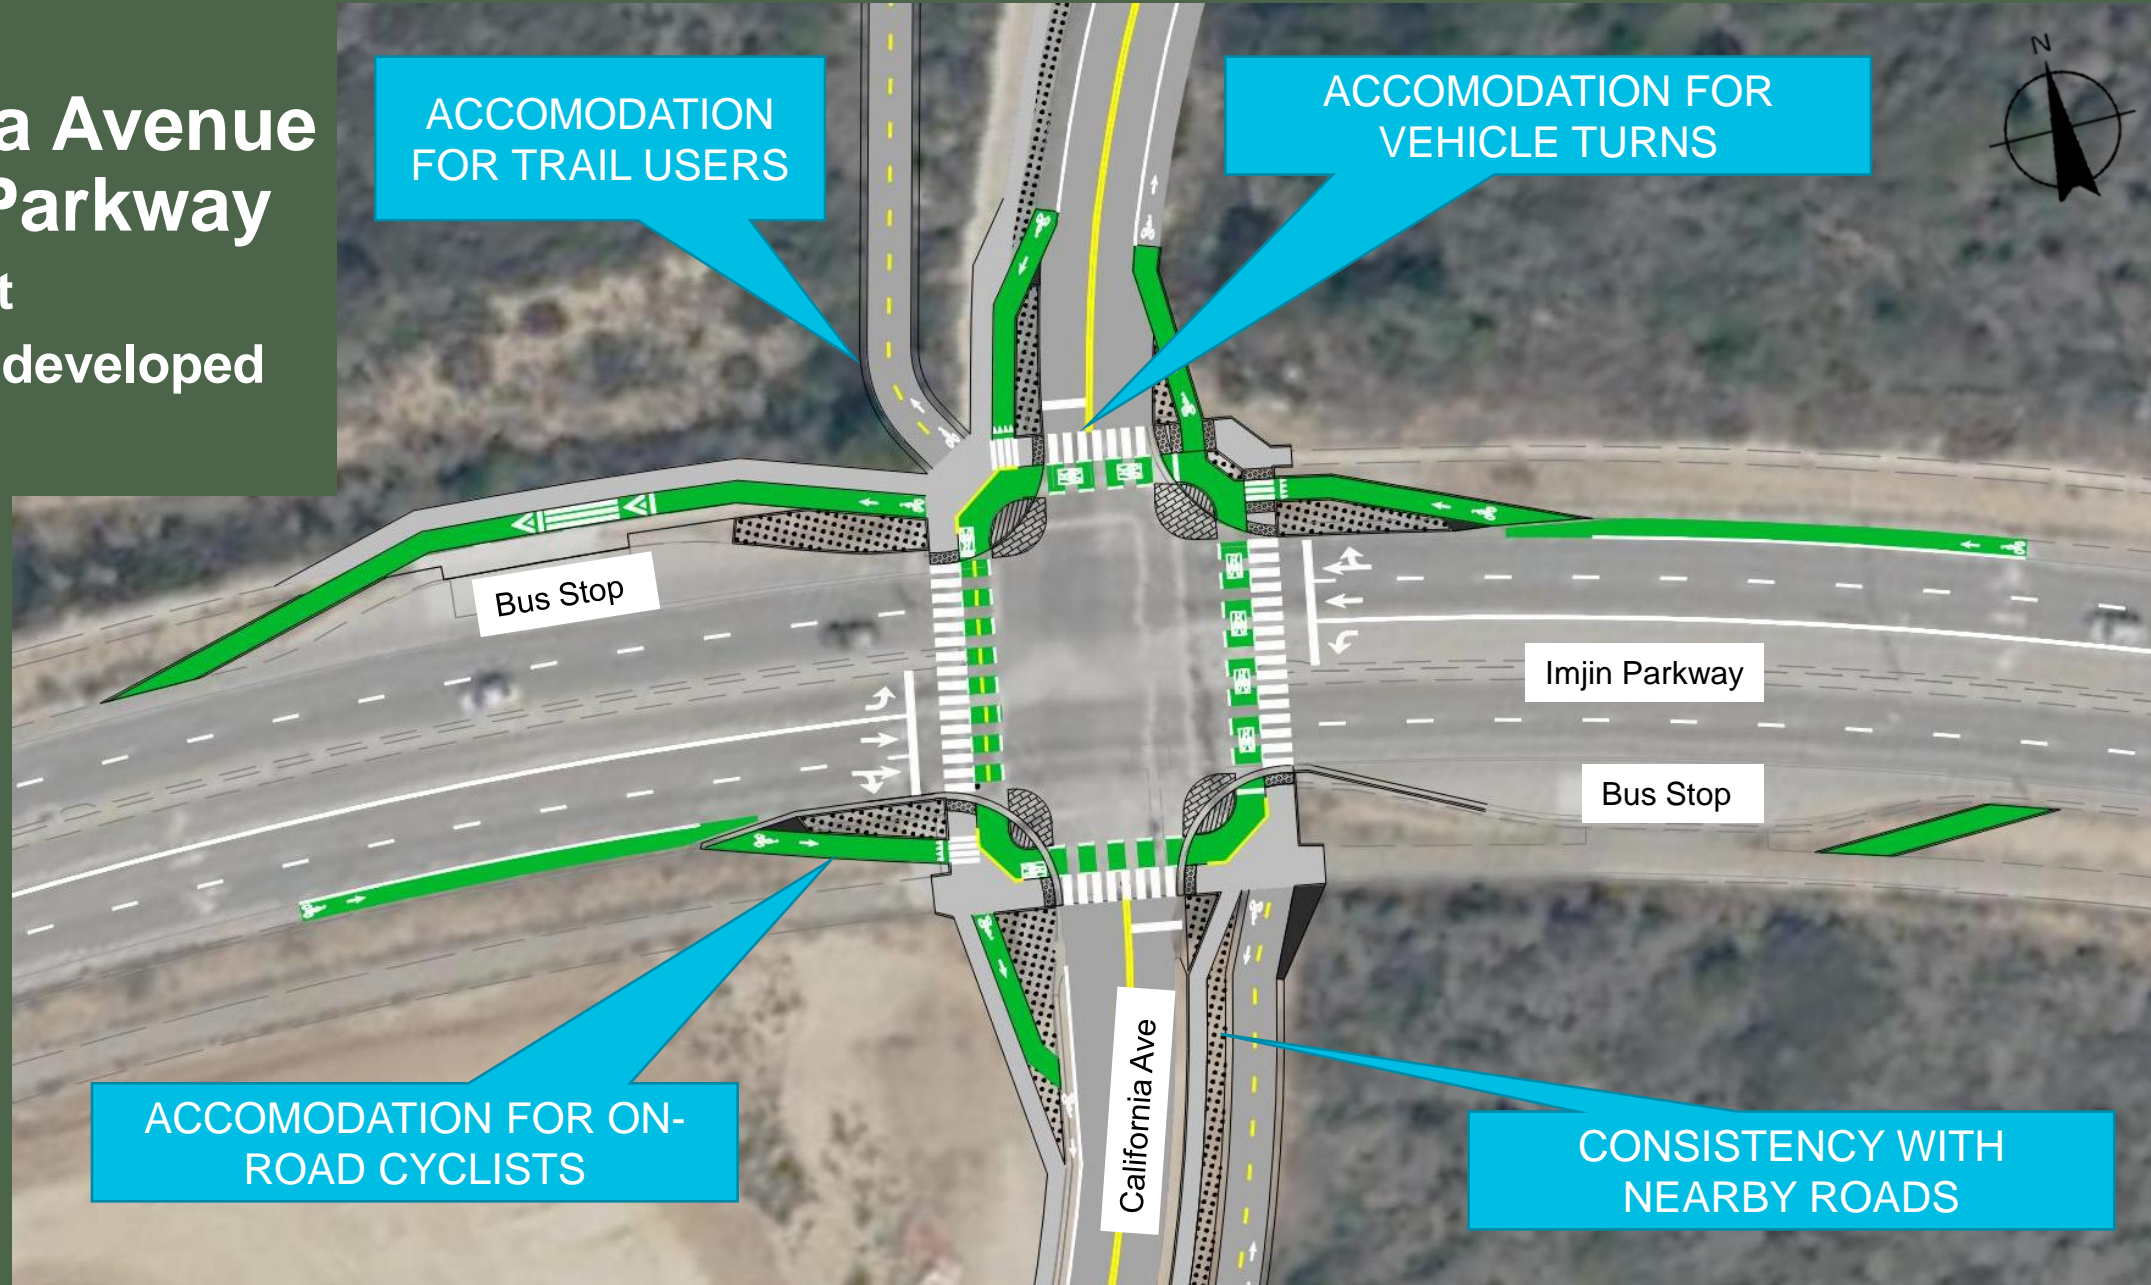 a Avenue
Parkway
t
developed
ACCOMODATION
FOR TRAIL USERS
ACCOMODATION FOR
VEHICLE TURNS
N
Bus Stop
Imjin Parkway
Bus Stop
California Ave
ACCOMODATION FOR ON-
ROAD CYCLISTS
CONSISTENCY WITH
NEARBY ROADS